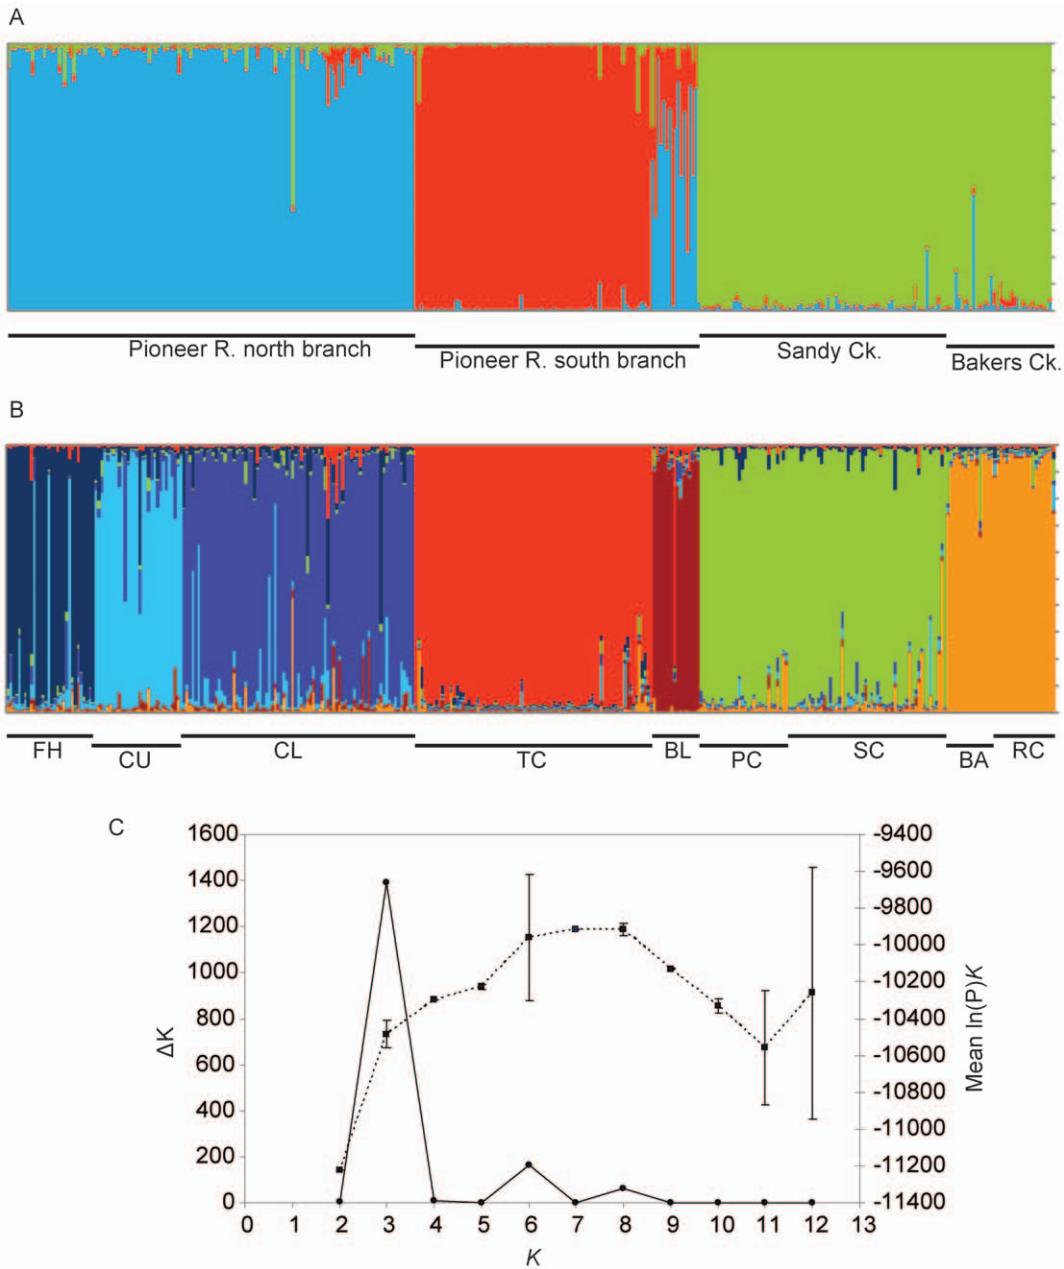 A
Pioneer R. north branch
Pioneer R. south branch
Sandy Ck.
Bakers Ck.
B
FH
CU
CL
TC
BL
PC
SC
BA
RC
C
1600
1400
1200
1000
800
600
400
200
0
ΔK
-9400
-9600
-9800
-10000
-10200
-10400
-10600
-10800
-11000
-11200
-11400
Mean ln(P)K
0 1 2 3 4 5 6 7 8 9 10 11 12 13
K